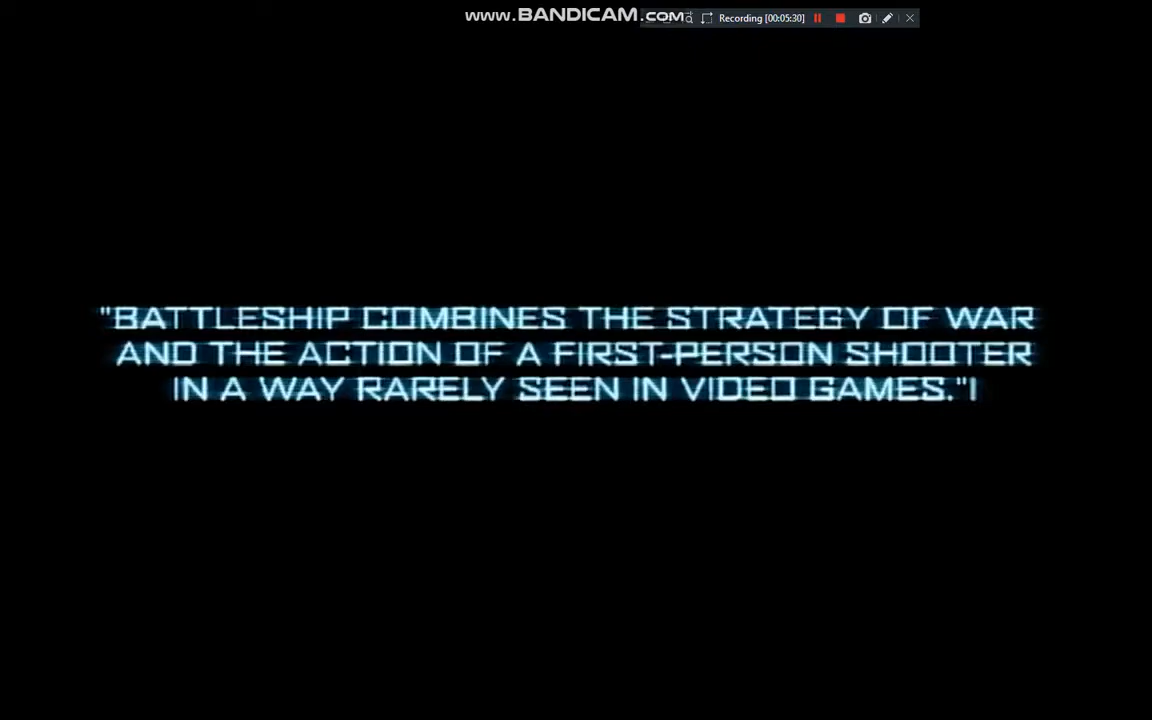 www.BANDICAM.com
Recording [00:05:30]
"BATTLESHIP COMBINES THE STRATEGY OF WAR
AND THE ACTION OF A FIRST-PERSON SHOOTER
IN A WAY RARELY SEEN IN VIDEO GAMES."